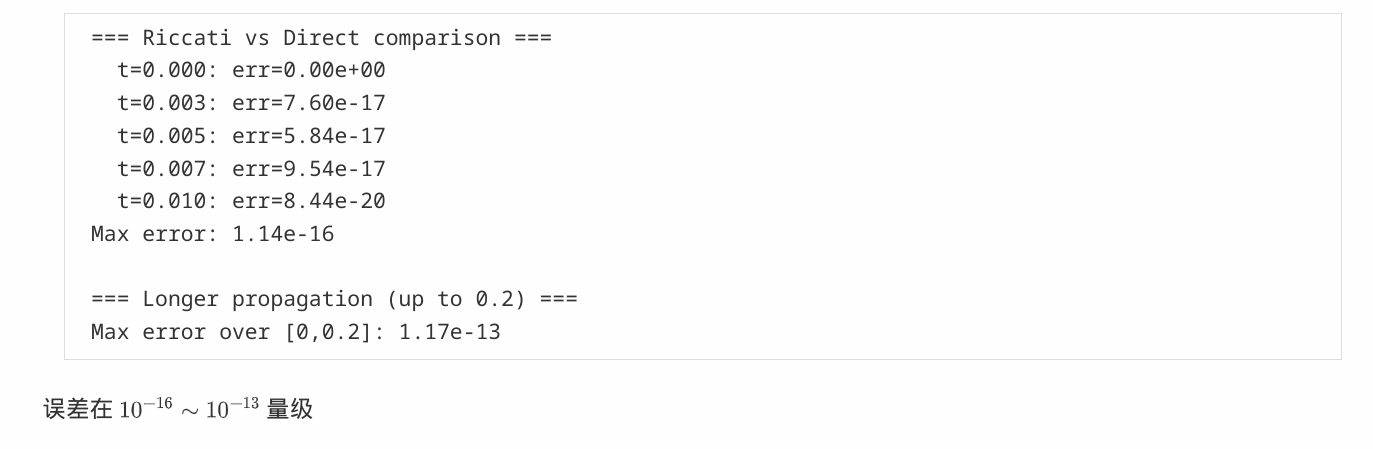 === Riccati vs Direct comparison ===
t=0.000: err=0.00e+00
t=0.003: err=7.60e-17
t=0.005: err=5.84e-17
t=0.007: err=9.54e-17
t=0.010: err=8.44e-20
Max error: 1.14e-16
=== Longer propagation (up to 0.2) ===
Max error over [0,0.2]: 1.17e-13
误差在 10⁻¹⁶ ∼ 10⁻¹³ 量级